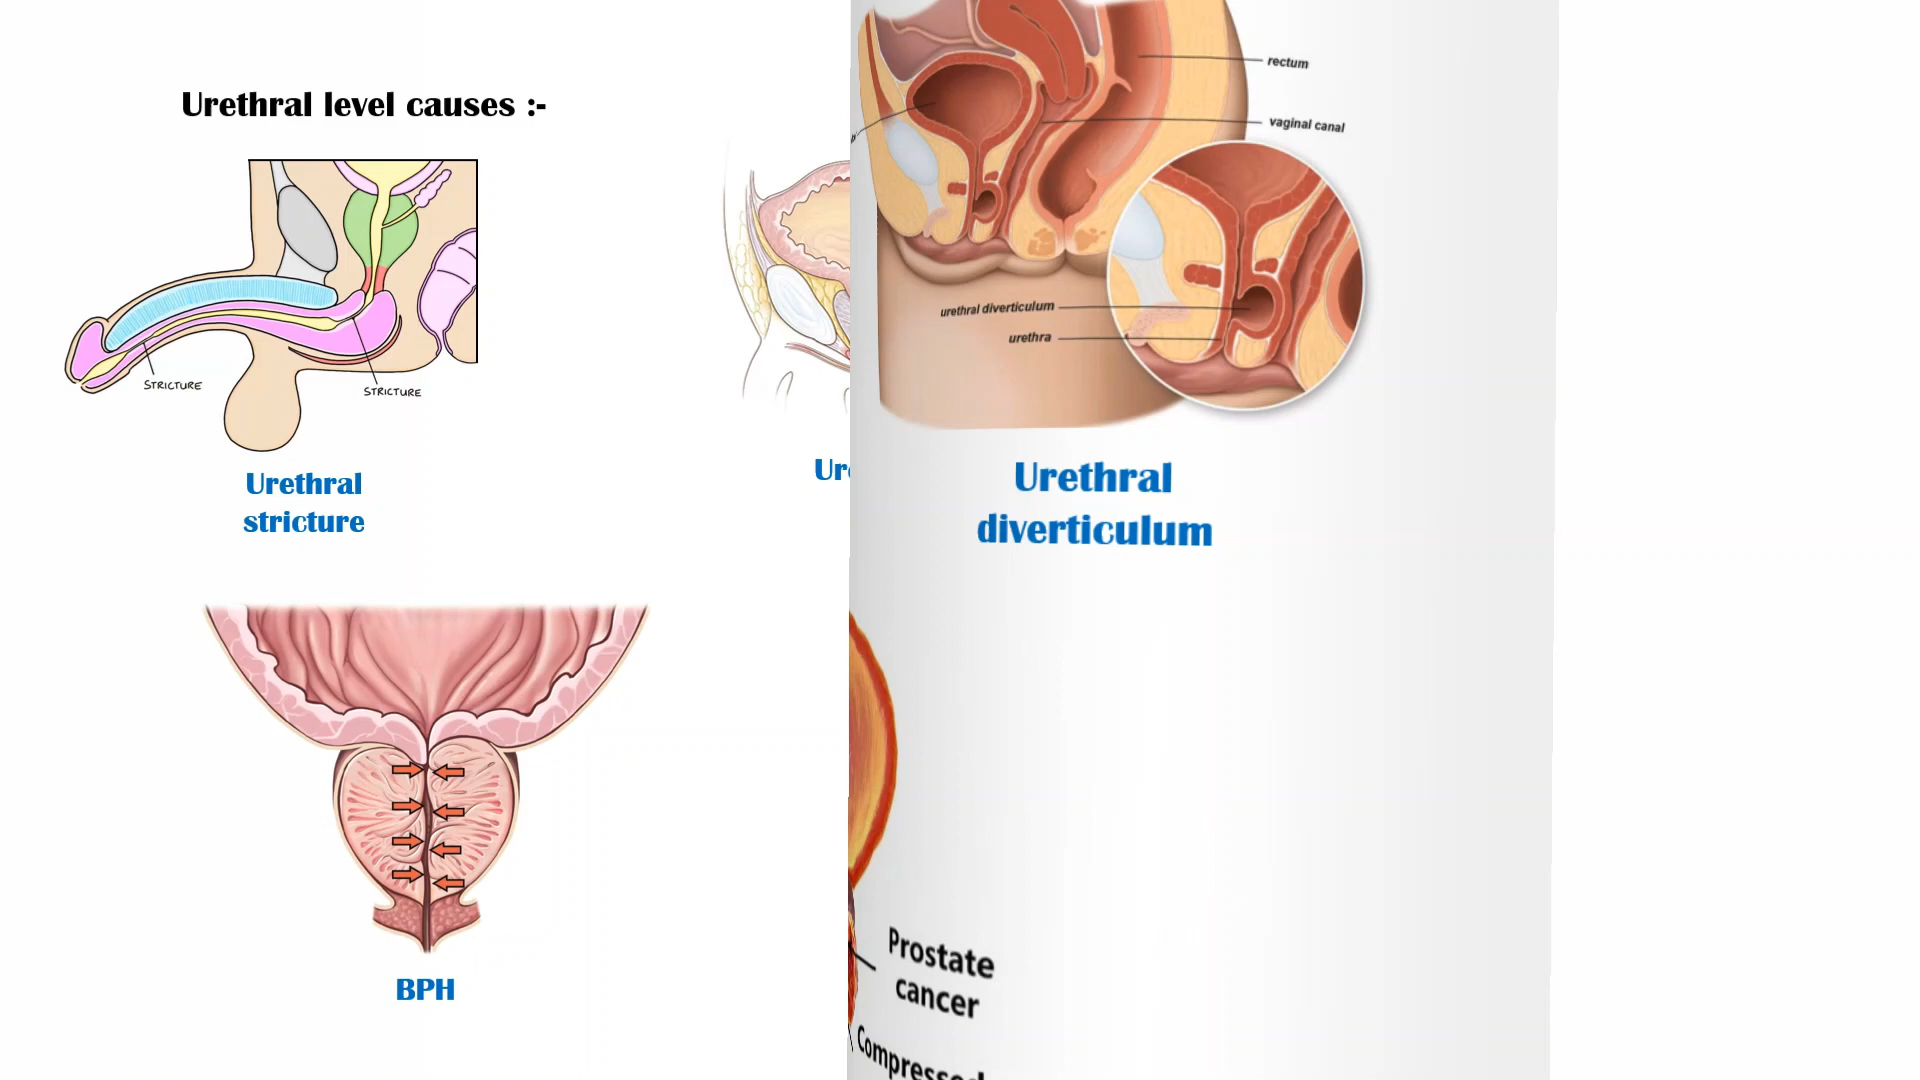 Urethral level causes :-
rectum
vaginal canal
urethral diverticulum
urethra
STRICTURE
STRICTURE
Urethral
stricture
Urethral
diverticulum
BPH
Prostate
cancer